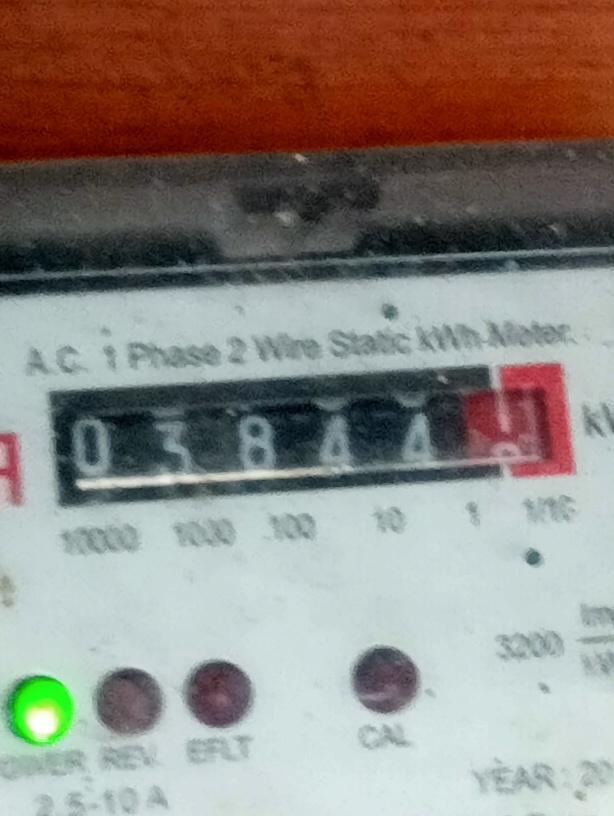 A.C. 1 Phase 2 Wire Static kWh Meter
0 3 8 4 4
10000 1000 100 10 1 1/10
3200
REV. EFLT CAL
2.5-10 A
YEAR: 20